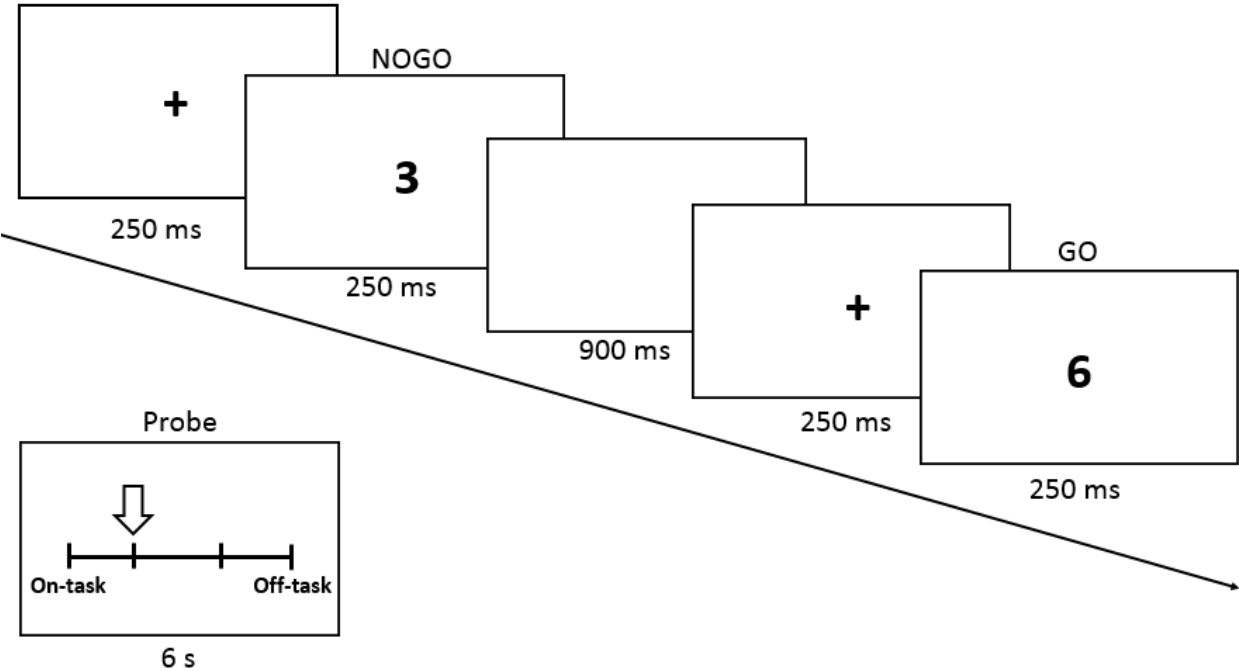 +
250 ms
NOGO
3
250 ms
900 ms
+
250 ms
GO
6
250 ms
Probe
On-task Off-task
6 s